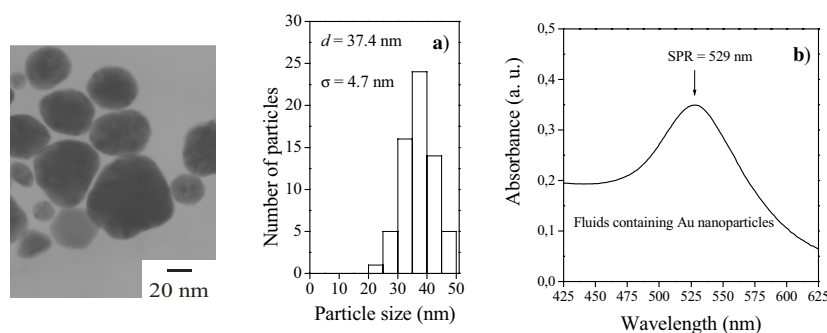 20 nm
Number of particles
30
25
20
15
10
5
0
d = 37.4 nm
σ = 4.7 nm
a)
0 10 20 30 40 50
Particle size (nm)
Absorbance (a. u.)
0,5
0,4
0,3
0,2
0,1
0,0
SPR = 529 nm
b)
Fluids containing Au nanoparticles
425 450 475 500 525 550 575 600 625
Wavelength (nm)